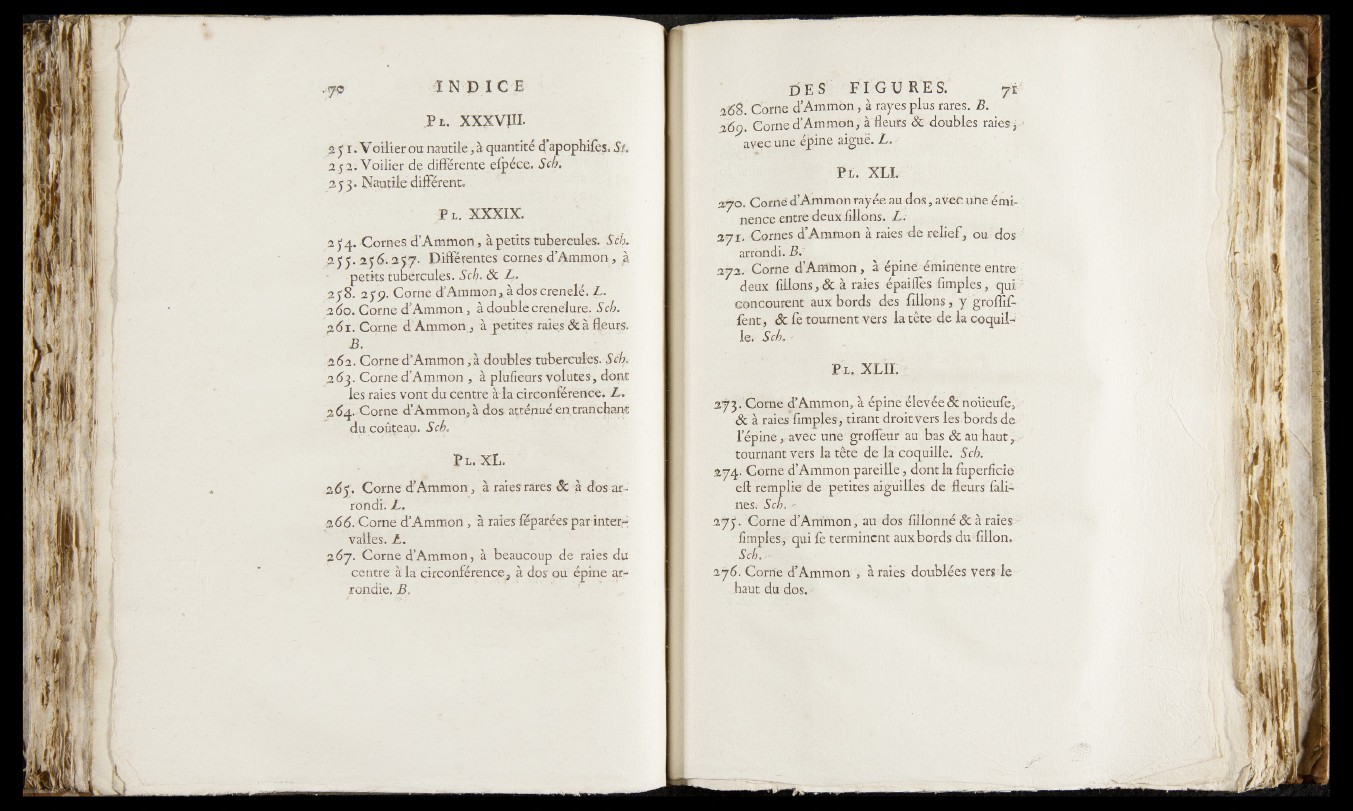 70 INDICE
PL. XXXVIII.
251. Voilier ou nautile, à quantité d'apophiſes. St.
252. Voilier de différente eſpéce. Sch.
253. Nautile différent.
PL. XXXIX.
254. Cornes d'Ammon, à petits tubercules. Sch.
255. 256. 257. Différentes cornes d'Ammon, à
petits tubercules. Sch. & L.
258. 259. Corne d'Ammon, à dos crenelé. L.
260. Corne d'Ammon, à double crenelure. Sch.
261. Corne d Ammon, à petites raies & à fleurs.
B.
262. Corne d'Ammon, à doubles tubercules. Sch.
263. Corne d'Ammon, à pluſieurs volutes, dont
les raies vont du centre à la circonférence. L.
264. Corne d'Ammon, à dos atténué en tranchant
du coûteau. Sch.
PL. XL.
265. Corne d'Ammon, à raies rares & à dos ar-
rondi. L.
266. Corne d'Ammon, à raies ſéparées par inter-
valles. L.
267. Corne d'Ammon, à beaucoup de raies du
centre à la circonférence, à dos ou épine ar-
rondie. B.
DES FIGURES. 71
268. Corne d'Ammon, à rayes plus rares. B.
269. Corne d'Ammon, à fleurs & doubles raies,
avec une épine aiguë. L.
PL. XLI.
270. Corne d'Ammon rayée au dos, avec une émi-
nence entre deux ſillons. L.
271. Cornes d'Ammon à raies de relief, ou dos
arrondi. B.
272. Corne d'Ammon, à épine éminente entre
deux ſillons, & à raies épaiſſes ſimples, qui
concourent aux bords des ſillons, y groſſiſ-
ſent, & ſe tournent vers la tête de la coquil-
le. Sch.
PL. XLII.
273. Corne d'Ammon, à épine élevée & noüeuſe,
& à raies ſimples, tirant droit vers les bords de
l'épine, avec une groſſeur au bas & au haut,
tournant vers la tête de la coquille. Sch.
274. Corne d'Ammon pareille, dont la ſuperficie
eſt remplie de petites aiguilles de fleurs ſali-
nes. Sch.
275. Corne d'Ammon, au dos ſillonné & à raies
ſimples, qui ſe terminent aux bords du ſillon.
Sch.
276. Corne d'Ammon, à raies doublées vers le
haut du dos.